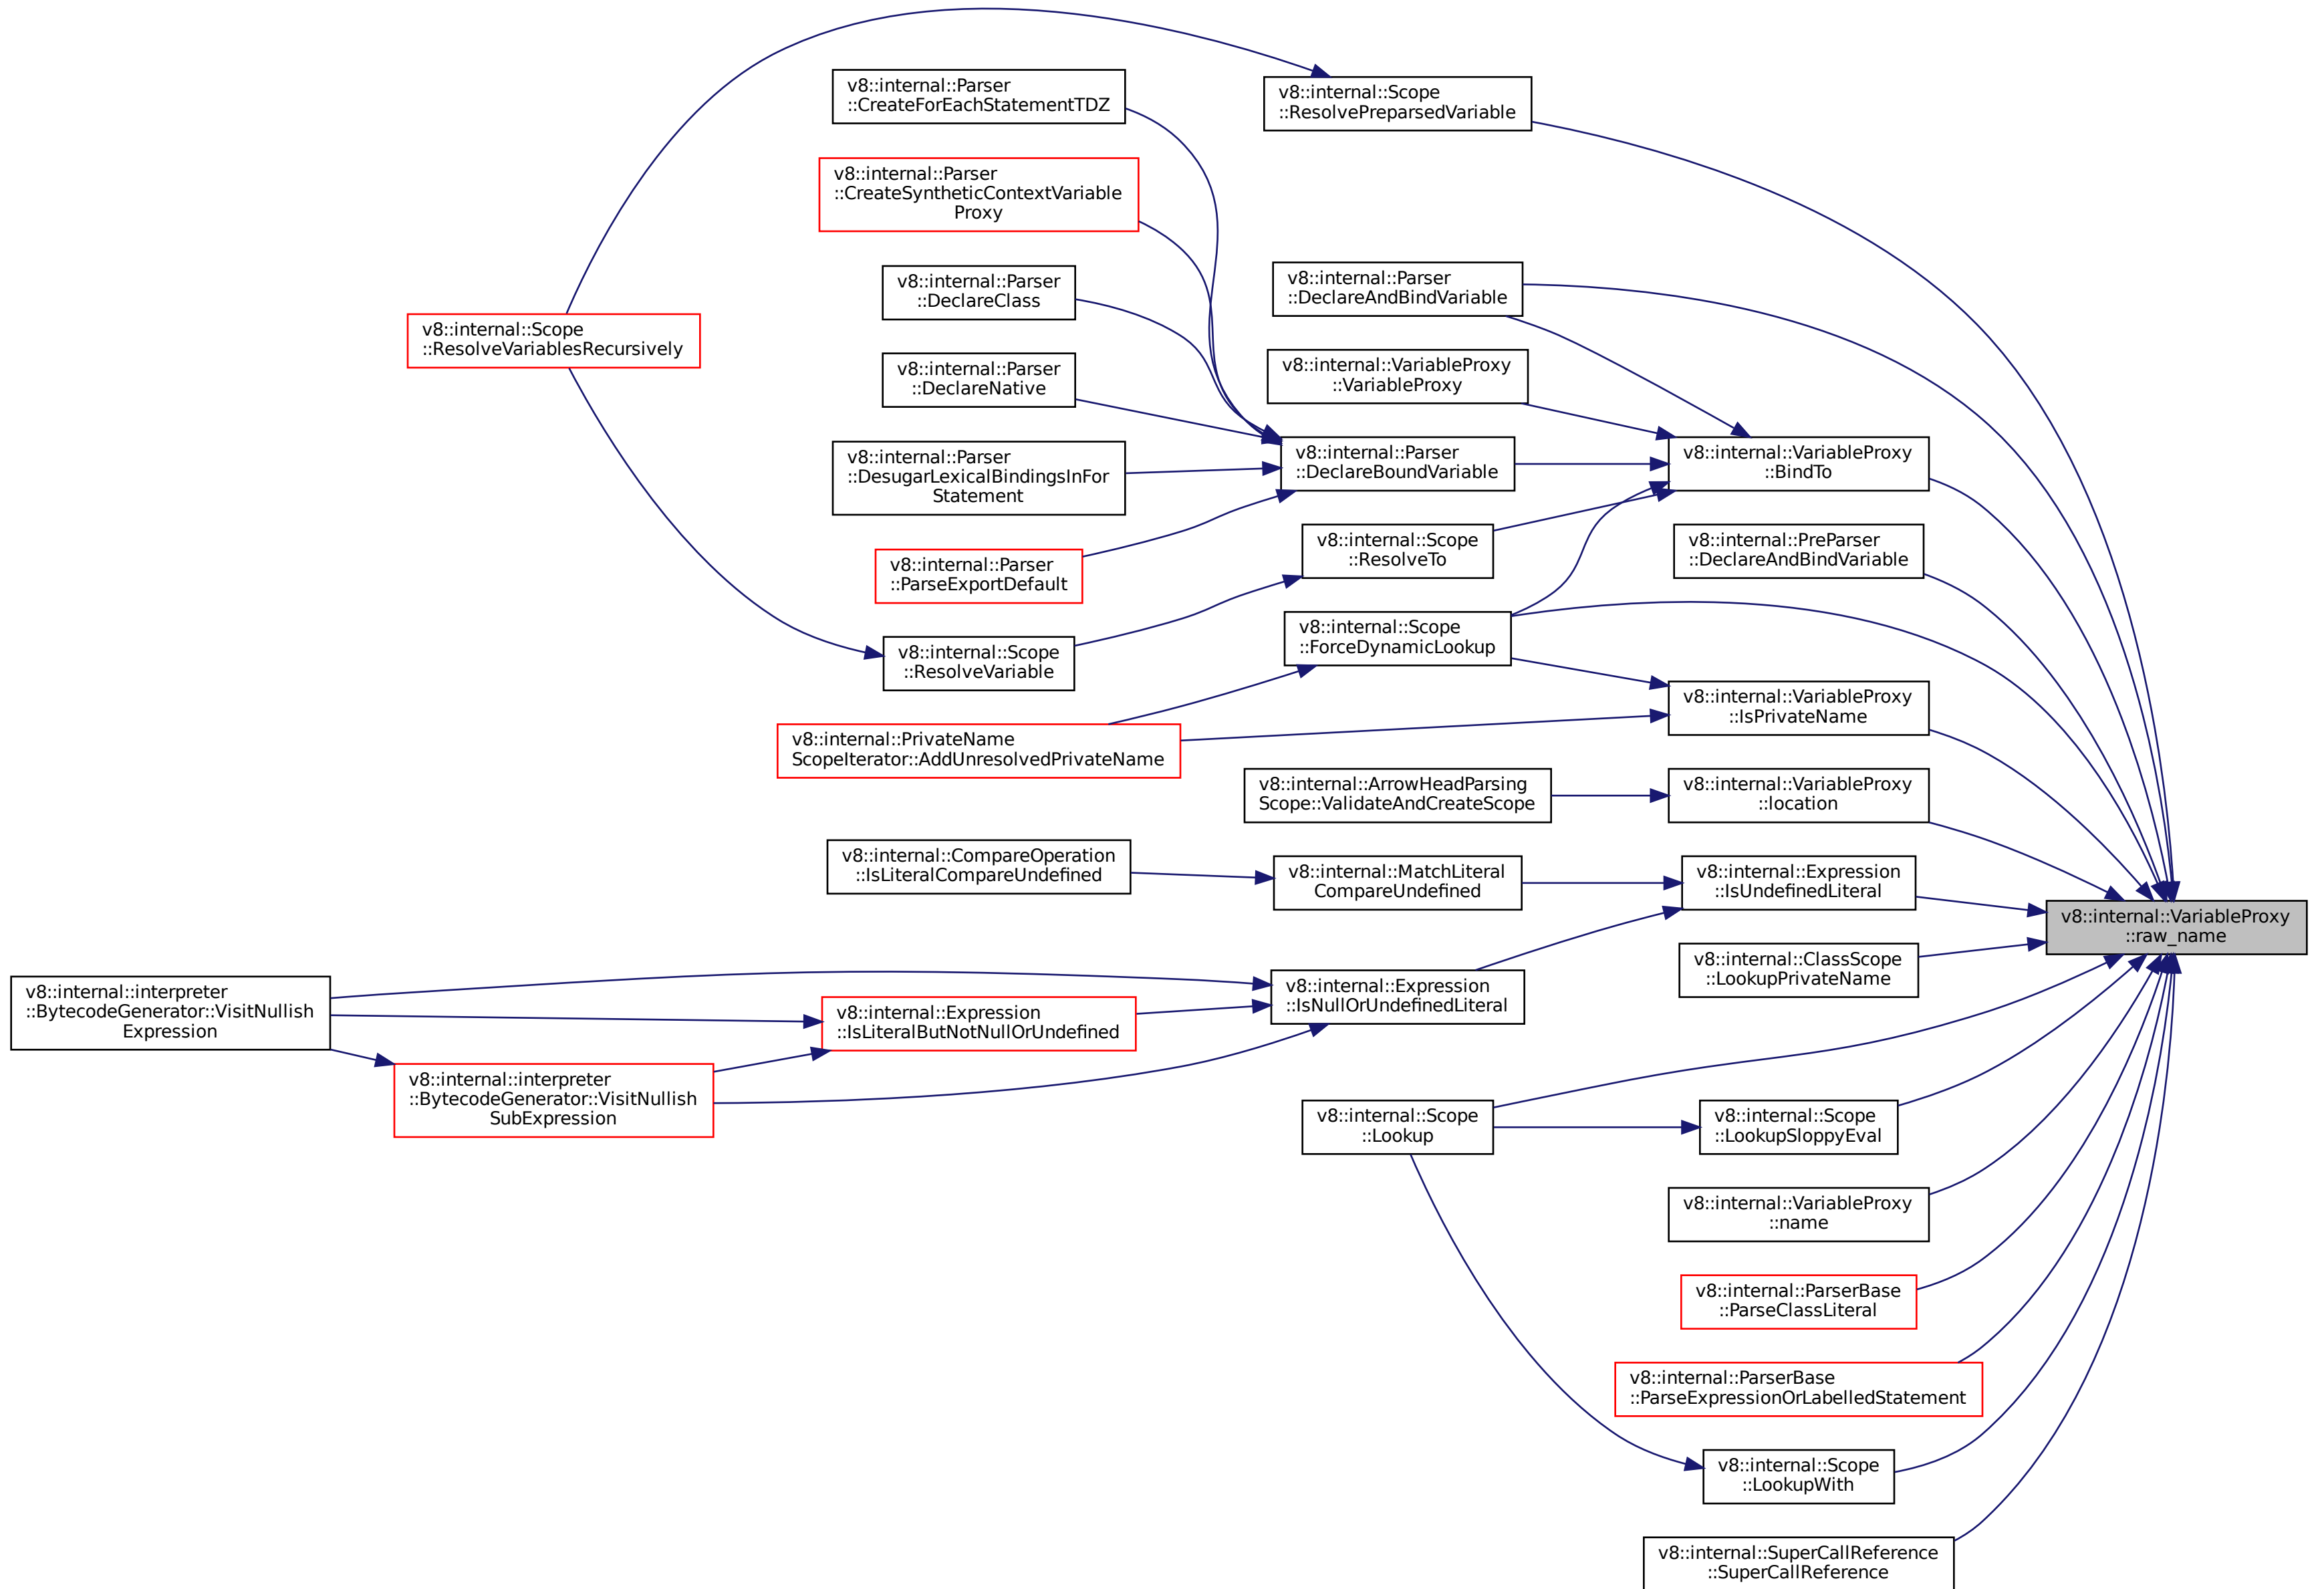 v8::internal::Parser
::CreateForEachStatementTDZ
v8::internal::Scope
::ResolvePreparsedVariable
v8::internal::Parser
::CreateSyntheticContextVariable
Proxy
v8::internal::Parser
::DeclareClass
v8::internal::Parser
::DeclareAndBindVariable
v8::internal::Scope
::ResolveVariablesRecursively
v8::internal::Parser
::DeclareNative
v8::internal::VariableProxy
::VariableProxy
v8::internal::Parser
::DesugarLexicalBindingsInFor
Statement
v8::internal::Parser
::DeclareBoundVariable
v8::internal::VariableProxy
::BindTo
v8::internal::Parser
::ParseExportDefault
v8::internal::Scope
::ResolveTo
v8::internal::PreParser
::DeclareAndBindVariable
v8::internal::Scope
::ResolveVariable
v8::internal::Scope
::ForceDynamicLookup
v8::internal::VariableProxy
::IsPrivateName
v8::internal::PrivateName
ScopeIterator::AddUnresolvedPrivateName
v8::internal::ArrowHeadParsing
Scope::ValidateAndCreateScope
v8::internal::VariableProxy
::location
v8::internal::CompareOperation
::IsLiteralCompareUndefined
v8::internal::MatchLiteral
CompareUndefined
v8::internal::Expression
::IsUndefinedLiteral
v8::internal::VariableProxy
::raw_name
v8::internal::ClassScope
::LookupPrivateName
v8::internal::interpreter
::BytecodeGenerator::VisitNullish
Expression
v8::internal::Expression
::IsLiteralButNotNullOrUndefined
v8::internal::Expression
::IsNullOrUndefinedLiteral
v8::internal::interpreter
::BytecodeGenerator::VisitNullish
SubExpression
v8::internal::Scope
::Lookup
v8::internal::Scope
::LookupSloppyEval
v8::internal::VariableProxy
::name
v8::internal::ParserBase
::ParseClassLiteral
v8::internal::ParserBase
::ParseExpressionOrLabelledStatement
v8::internal::Scope
::LookupWith
v8::internal::SuperCallReference
::SuperCallReference